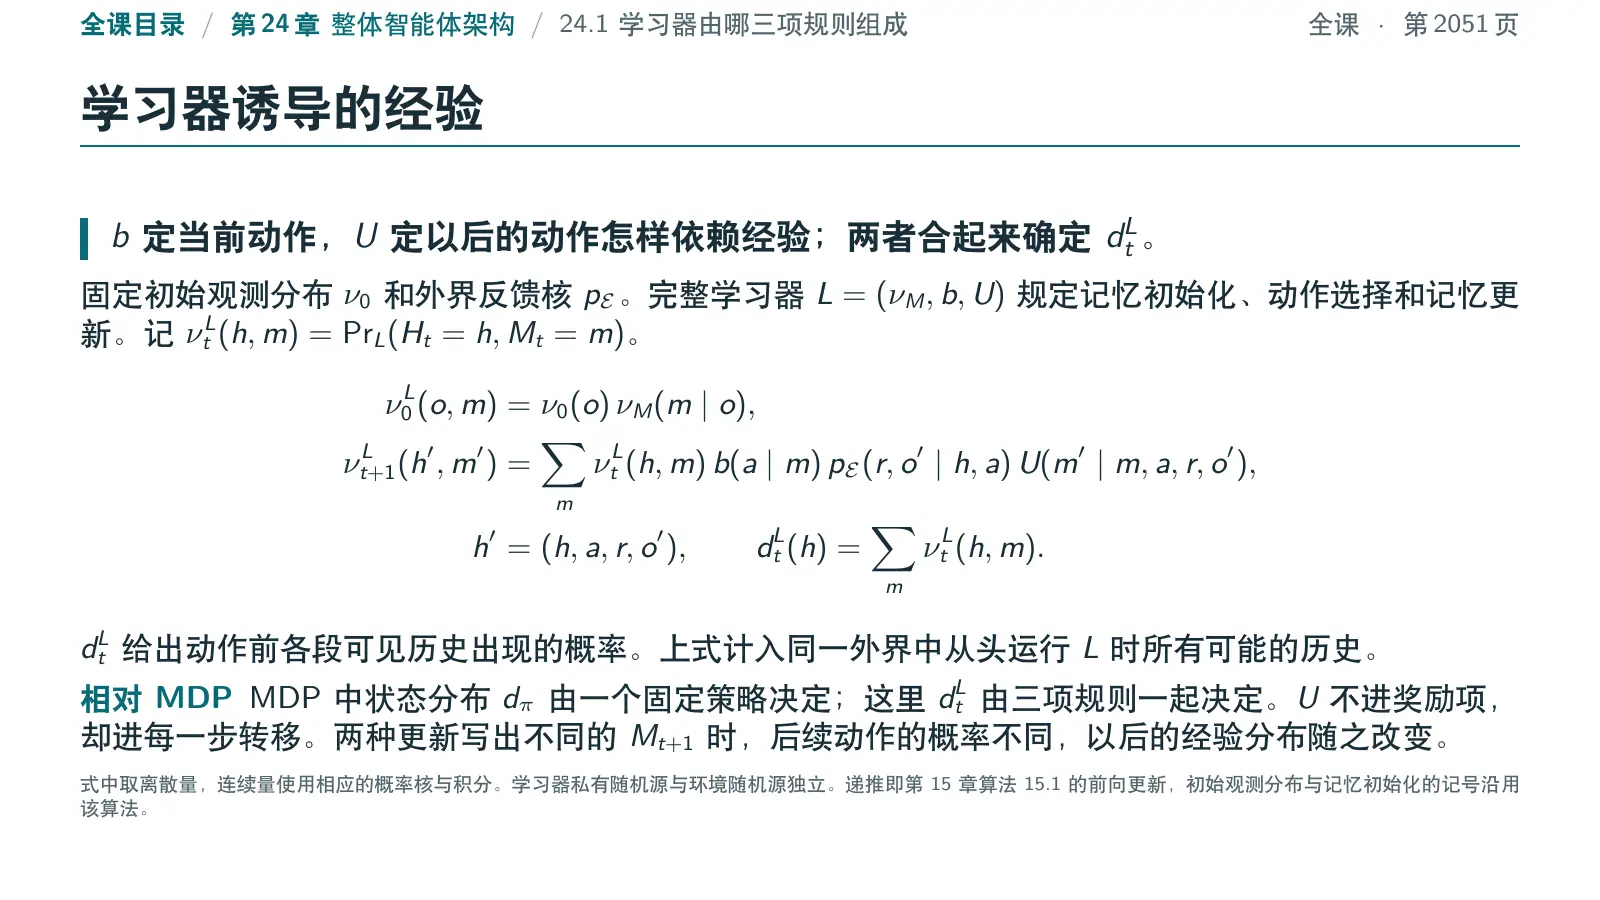 全课目录 / 第 24 章 整体智能体架构 / 24.1 学习器由哪三项规则组成
全课 · 第 2051 页
学习器诱导的经验
b 定当前动作，U 定以后的动作怎样依赖经验；两者合起来确定 d_t^L。
固定初始观测分布 ν_0 和外界反馈核 p_ℰ。完整学习器 L = (ν_M, b, U) 规定记忆初始化、动作选择和记忆更
新。记 ν_t^L(h, m) = Pr_L(H_t = h, M_t = m)。
ν_0^L(o, m) = ν_0(o) ν_M(m | o),
ν_{t+1}^L(h′, m′) = ∑_m ν_t^L(h, m) b(a | m) p_ℰ(r, o′ | h, a) U(m′ | m, a, r, o′),
h′ = (h, a, r, o′), d_t^L(h) = ∑_m ν_t^L(h, m).
d_t^L 给出动作前各段可见历史出现的概率。上式计入同一外界中从头运行 L 时所有可能的历史。
相对 MDP MDP 中状态分布 d_π 由一个固定策略决定；这里 d_t^L 由三项规则一起决定。U 不进奖励项，
却进每一步转移。两种更新写出不同的 M_{t+1} 时，后续动作的概率不同，以后的经验分布随之改变。
式中取离散量，连续量使用相应的概率核与积分。学习器私有随机源与环境随机源独立。递推即第 15 章算法 15.1 的前向更新，初始观测分布与记忆初始化的记号沿用
该算法。